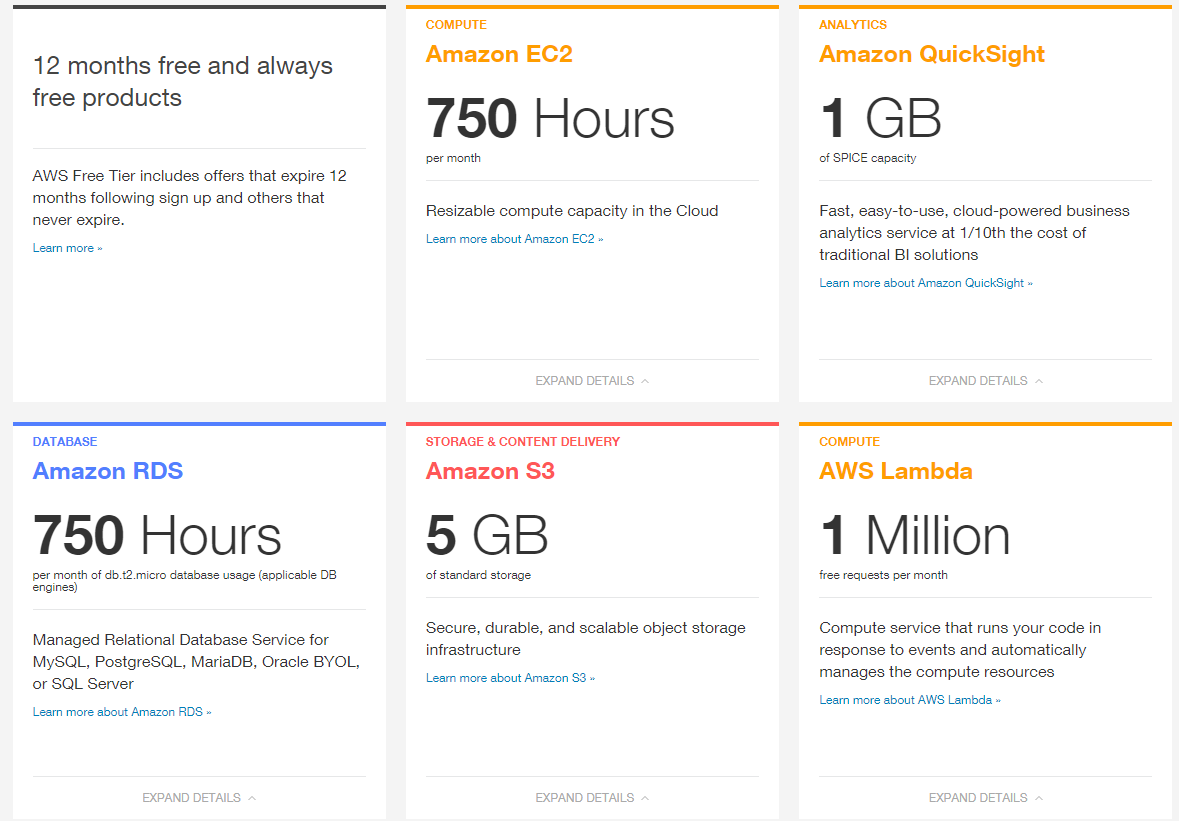 12 months free and always
free products
AWS Free Tier includes offers that expire 12
months following sign up and others that
never expire.
Learn more »
COMPUTE
Amazon EC2
750 Hours
per month
Resizable compute capacity in the Cloud
Learn more about Amazon EC2 »
EXPAND DETAILS
ANALYTICS
Amazon QuickSight
1 GB
of SPICE capacity
Fast, easy-to-use, cloud-powered business
analytics service at 1/10th the cost of
traditional BI solutions
Learn more about Amazon QuickSight »
EXPAND DETAILS
DATABASE
Amazon RDS
750 Hours
per month of db.t2.micro database usage (applicable DB
engines)
Managed Relational Database Service for
MySQL, PostgreSQL, MariaDB, Oracle BYOL,
or SQL Server
Learn more about Amazon RDS »
EXPAND DETAILS
STORAGE & CONTENT DELIVERY
Amazon S3
5 GB
of standard storage
Secure, durable, and scalable object storage
infrastructure
Learn more about Amazon S3 »
EXPAND DETAILS
COMPUTE
AWS Lambda
1 Million
free requests per month
Compute service that runs your code in
response to events and automatically
manages the compute resources
Learn more about AWS Lambda »
EXPAND DETAILS